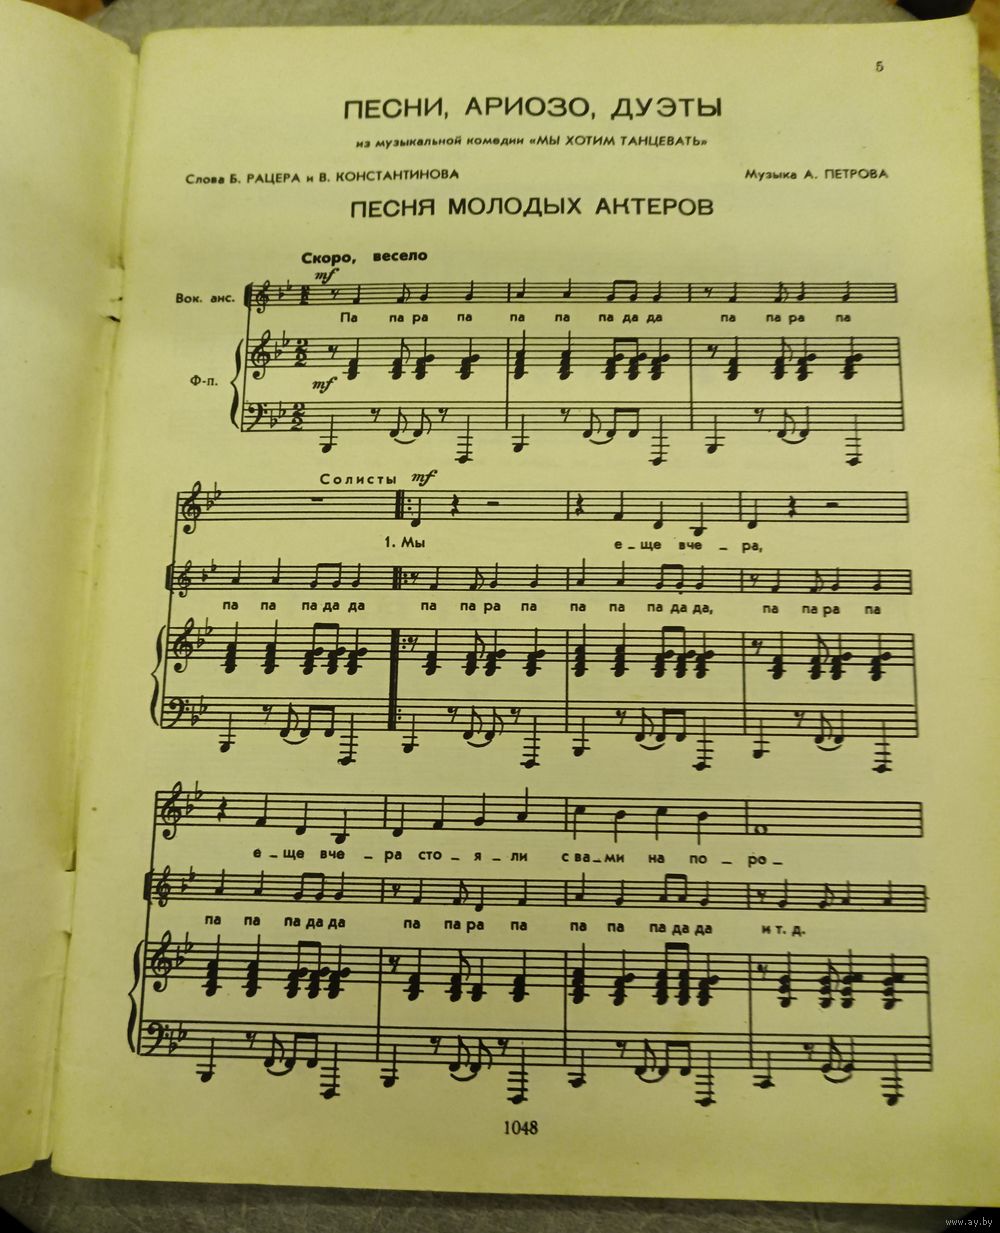 5
ПЕСНИ, АРИОЗО, ДУЭТЫ
из музыкальной комедии «МЫ ХОТИМ ТАНЦЕВАТЬ»
Слова Б. РАЦЕРА и В. КОНСТАНТИНОВА Музыка А. ПЕТРОВА
ПЕСНЯ МОЛОДЫХ АКТЕРОВ
Скоро, весело
mf
Вок. анс.
Па па ра па па па па да да па па ра па
Ф-п.
mf
Солисты mf
1. Мы е _ ще вче _ ра,
па па па да да па па ра па па па па да да, па па ра па
е _ ще вче _ ра сто _ я _ ли с ва _ ми на по _ ро _
па па па да да па па ра па па па па да да и т. д.
1048
www.ay.by